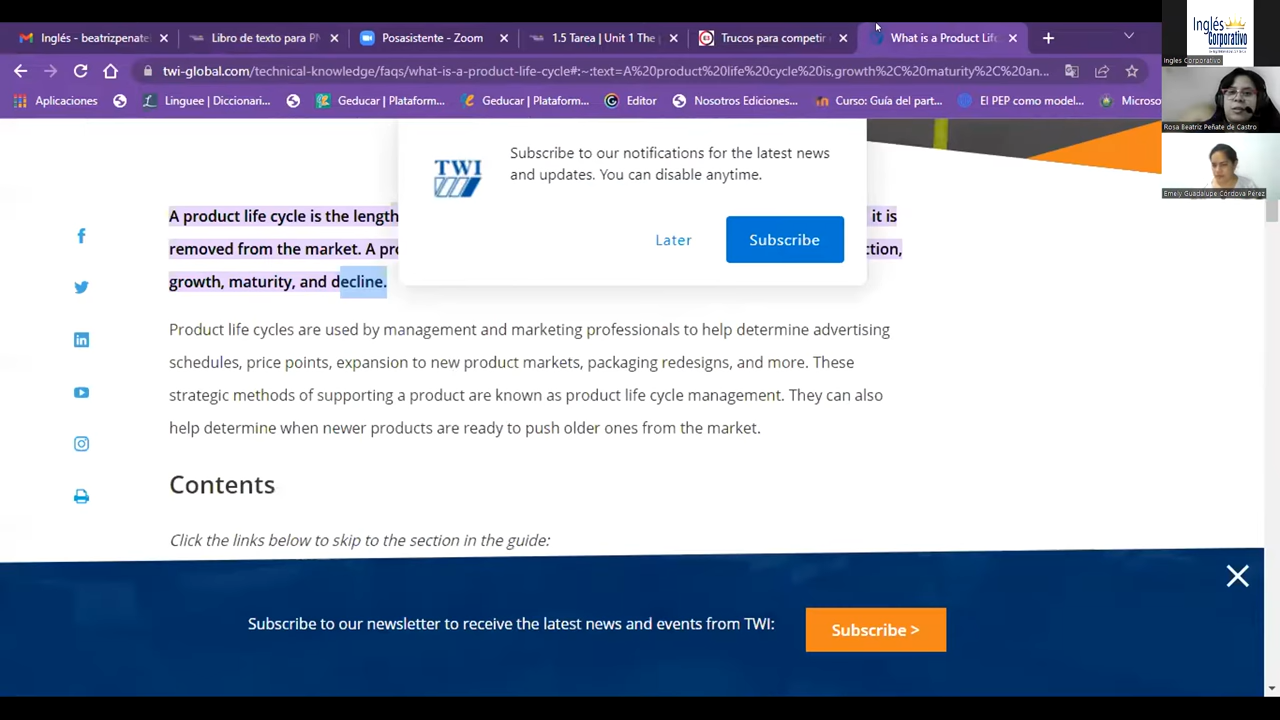 Inglés - beatrizpenate
Libro de texto para PN
Posasistente - Zoom
1.5 Tarea | Unit 1 The p
Trucos para competir
What is a Product Life
twi-global.com/technical-knowledge/faqs/what-is-a-product-life-cycle#:~:text=A%20product%20life%20cycle%20is,growth%2C%20maturity%2C%20an...
Aplicaciones
Linguee | Diccionari...
Geducar | Plataform...
Geducar | Plataform...
Editor
Nosotros Ediciones...
Curso: Guía del part...
El PEP como model...
Microso
Inglés
Corporativo
Ingles Corporativo
Rosa Beatriz Peñate de Castro
Emely Guadalupe Córdova Pérez
TWI
Subscribe to our notifications for the latest news
and updates. You can disable anytime.
Later
Subscribe
A product life cycle is the length it is
removed from the market. A pro ction,
growth, maturity, and decline.
Product life cycles are used by management and marketing professionals to help determine advertising
schedules, price points, expansion to new product markets, packaging redesigns, and more. These
strategic methods of supporting a product are known as product life cycle management. They can also
help determine when newer products are ready to push older ones from the market.
Contents
Click the links below to skip to the section in the guide:
Subscribe to our newsletter to receive the latest news and events from TWI:
Subscribe >